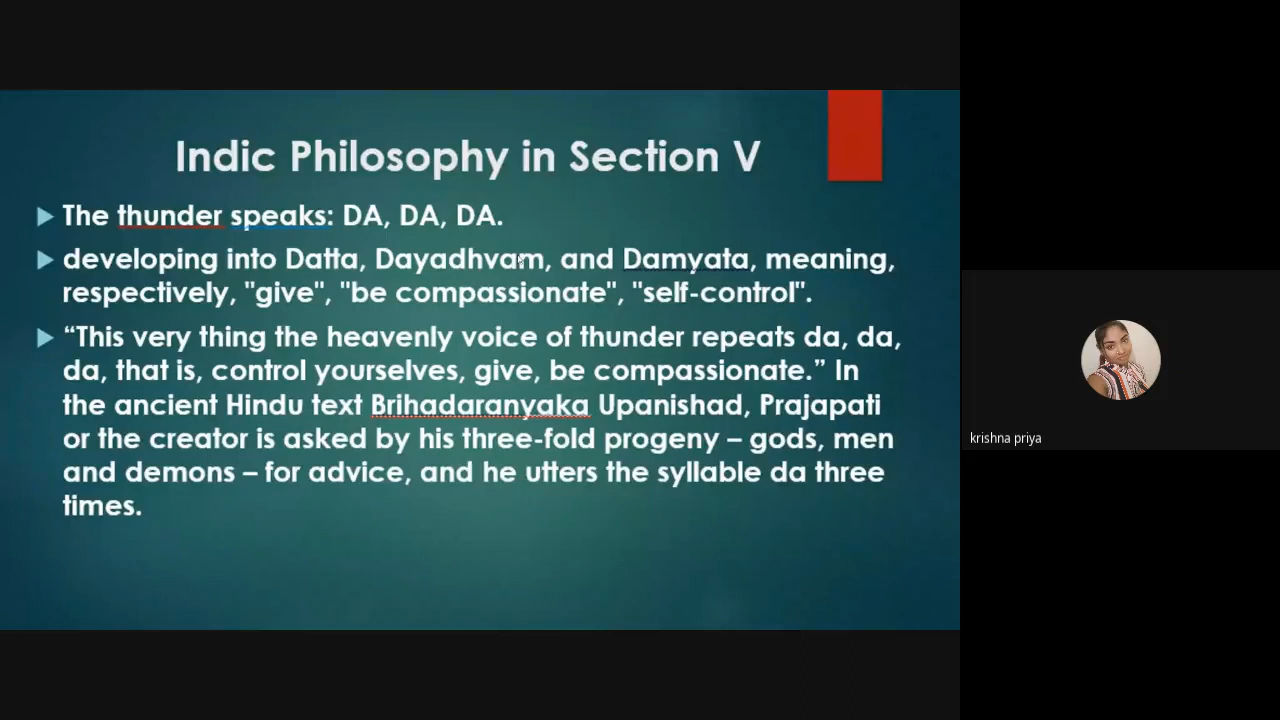 Indic Philosophy in Section V
The thunder speaks: DA, DA, DA.
developing into Datta, Dayadhvam, and Damyata, meaning,
respectively, "give", "be compassionate", "self-control".
“This very thing the heavenly voice of thunder repeats da, da,
da, that is, control yourselves, give, be compassionate.” In
the ancient Hindu text Brihadaranyaka Upanishad, Prajapati
or the creator is asked by his three-fold progeny – gods, men
and demons – for advice, and he utters the syllable da three
times.
krishna priya